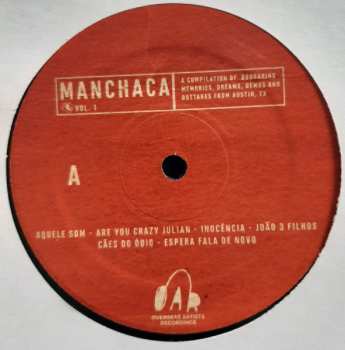 MANCHACA
VOL. 1
A COMPILATION OF BOOGARINS
MEMORIES, DREAMS, DEMOS AND
OUTTAKES FROM AUSTIN, TX
A
AQUELE SOM - ARE YOU CRAZY JULIAN - INOCÊNCIA - JOÃO 3 FILHOS
CÃES DO ÓDIO - ESPERA FALA DE NOVO
OAR
OVERSEAS ARTISTS
RECORDINGS